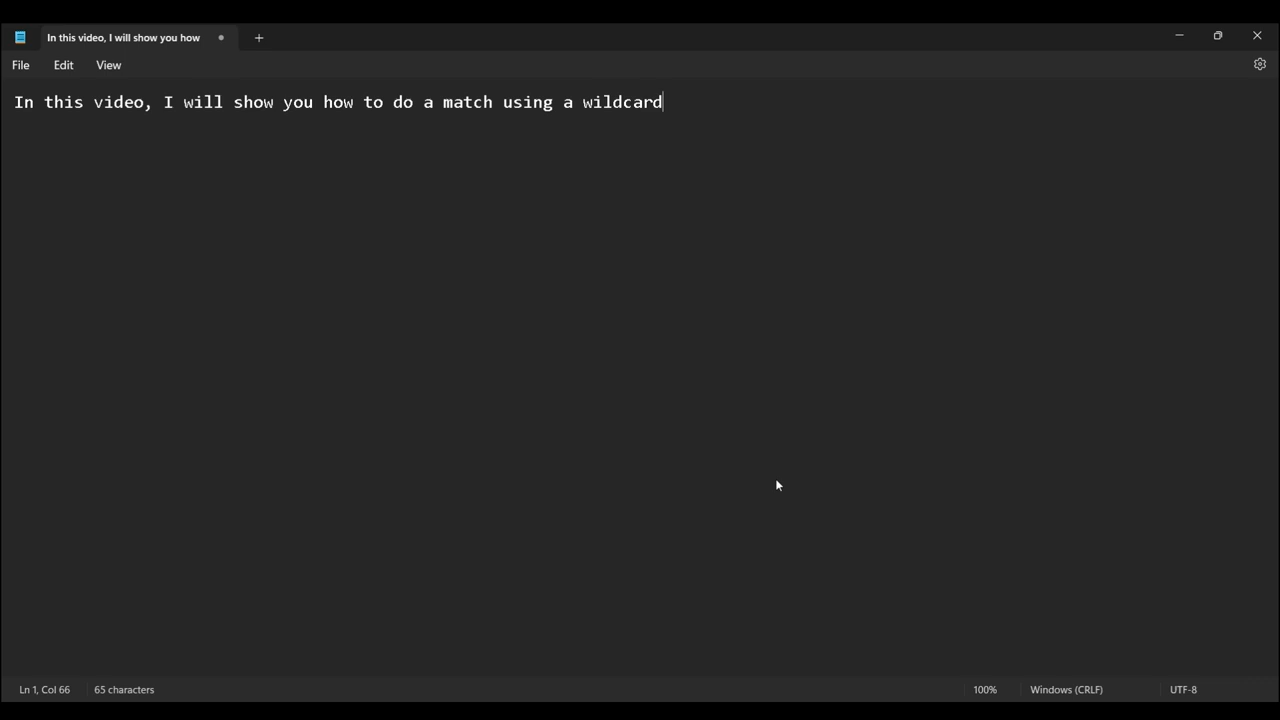 In this video, I will show you how
File Edit View
In this video, I will show you how to do a match using a wildcard
Ln 1, Col 66 65 characters 100% Windows (CRLF) UTF-8